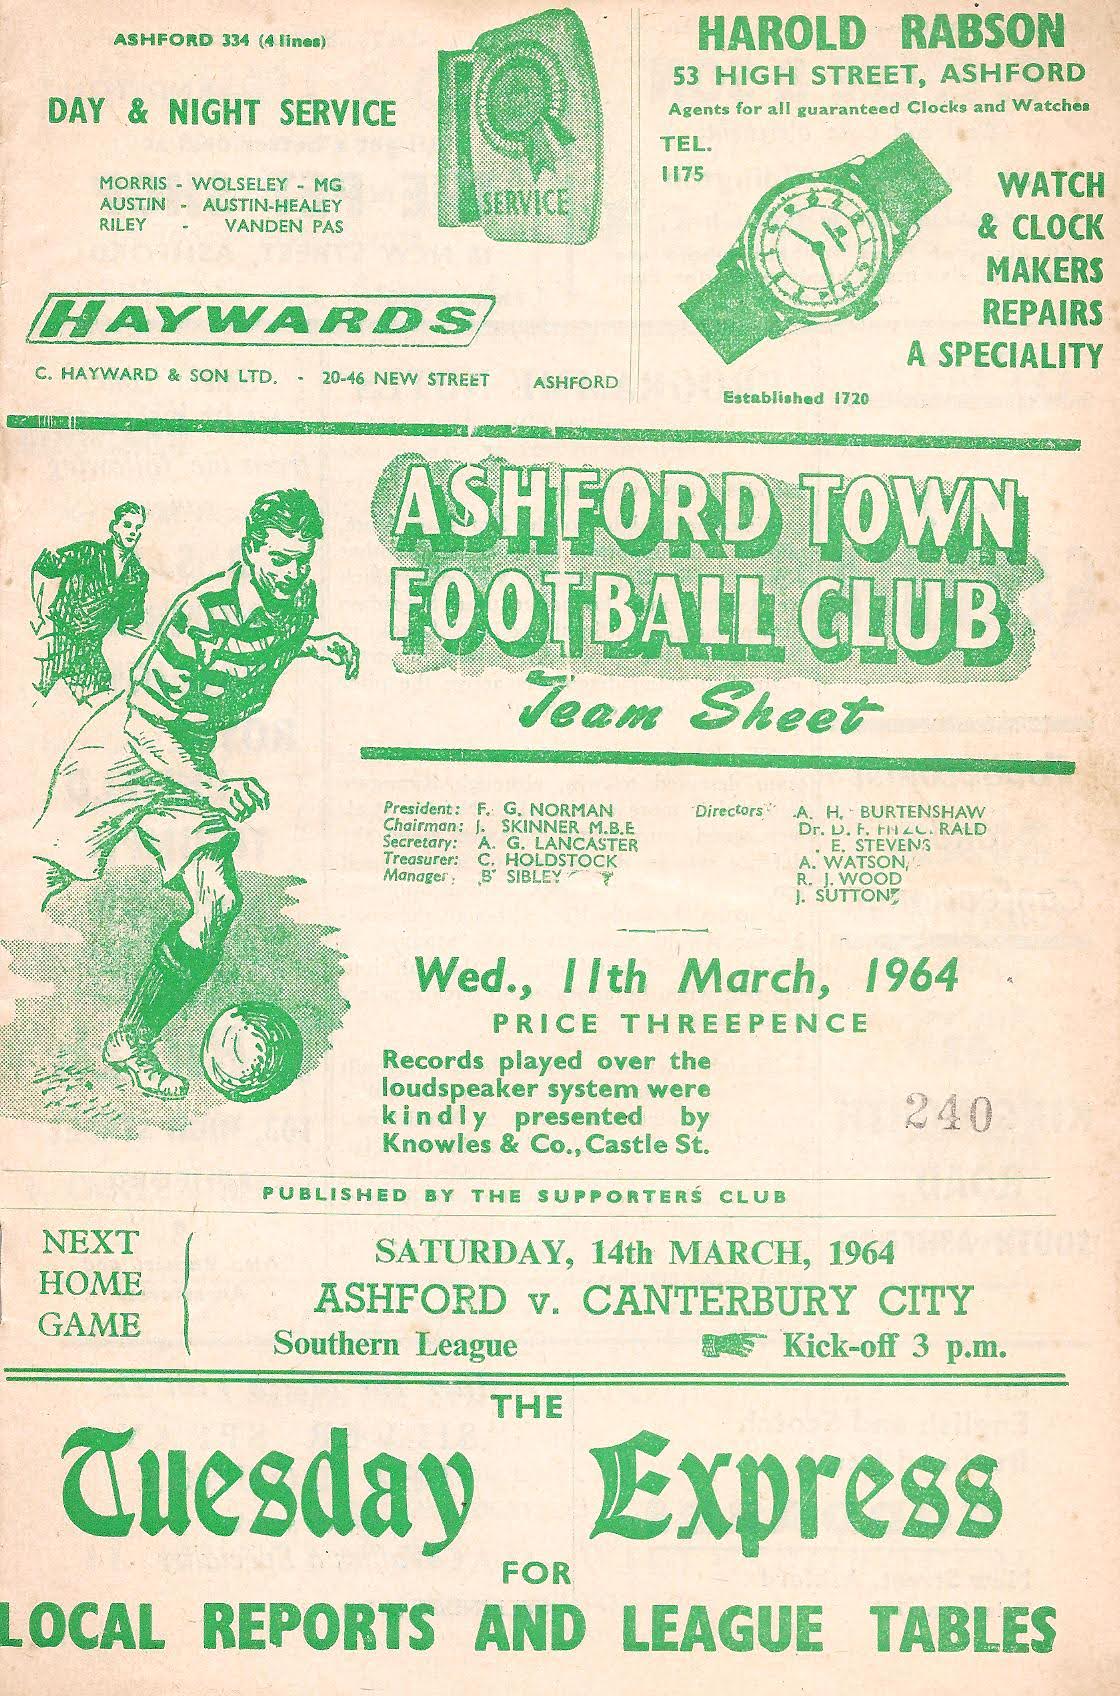 ASHFORD 334 (4 lines)
DAY & NIGHT SERVICE
MORRIS - WOLSELEY - MG
AUSTIN - AUSTIN-HEALEY
RILEY - VANDEN PAS
SERVICE
HAYWARDS
C. HAYWARD & SON LTD. - 20-46 NEW STREET ASHFORD
HAROLD RABSON
53 HIGH STREET, ASHFORD
Agents for all guaranteed Clocks and Watches
TEL.
1175
WATCH
& CLOCK
MAKERS
REPAIRS
A SPECIALITY
Established 1720
ASHFORD TOWN
FOOTBALL CLUB
Team Sheet
President: F. G. NORMAN
Chairman: J. SKINNER M.B.E
Secretary: A. G. LANCASTER
Treasurer: C. HOLDSTOCK
Manager: B SIBLEY
Directors A. H. BURTENSHAW
Dr. D. F. RALD
E. STEVENS
A. WATSON,
R. J. WOOD
J. SUTTON
Wed., 11th March, 1964
PRICE THREEPENCE
Records played over the
loudspeaker system were
kindly presented by
Knowles & Co., Castle St.
240
PUBLISHED BY THE SUPPORTERS CLUB
NEXT
HOME
GAME
SATURDAY, 14th MARCH, 1964
ASHFORD v. CANTERBURY CITY
Southern League Kick-off 3 p.m.
THE
Tuesday Express
FOR
LOCAL REPORTS AND LEAGUE TABLES